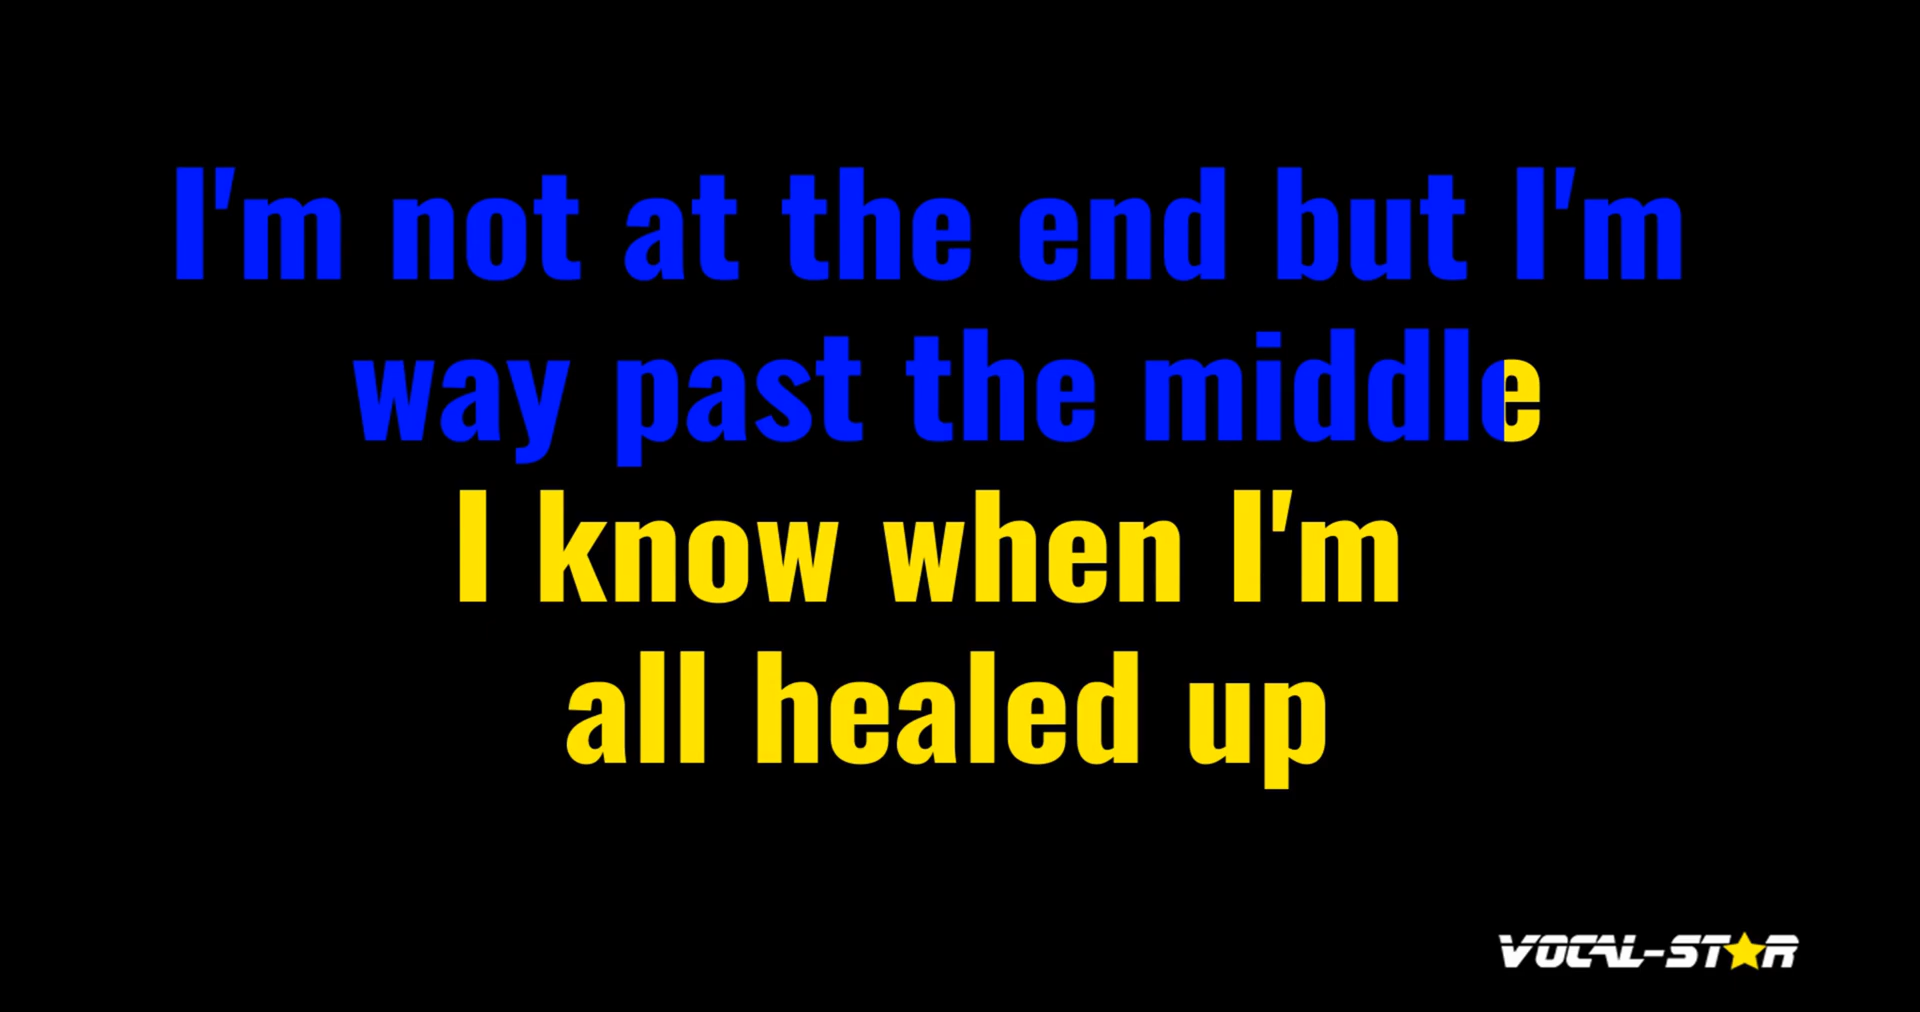 I'm not at the end but I'm
way past the middle
I know when I'm
all healed up
VOCAL-STAR